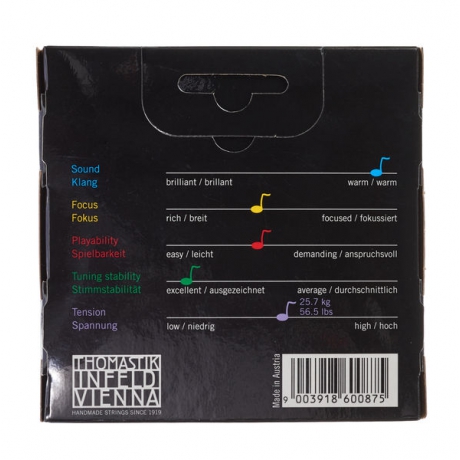 Sound
Klang
brilliant / brillant
warm / warm
Focus
Fokus
rich / breit
focused / fokussiert
Playability
Spielbarkeit
easy / leicht
demanding / anspruchsvoll
Tuning stability
Stimmstabilität
excellent / ausgezeichnet
average / durchschnittlich
Tension
Spannung
25.7 kg
56.5 lbs
low / niedrig
high / hoch
THOMASTIK
INFELD
VIENNA
HANDMADE STRINGS SINCE 1919
Made in Austria
9 003918 600875